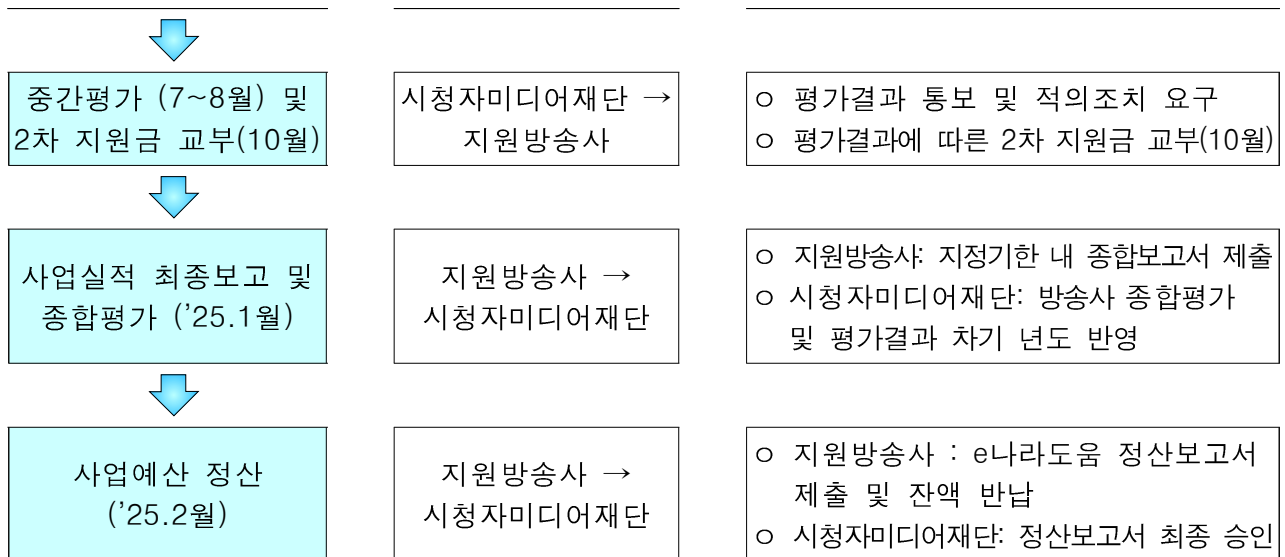 중간평가 (7~8월) 및
2차 지원금 교부(10월)
시청자미디어재단 →
지원방송사
ㅇ 평가결과 통보 및 적의조치 요구
ㅇ 평가결과에 따른 2차 지원금 교부(10월)
사업실적 최종보고 및
종합평가 (’25.1월)
지원방송사 →
시청자미디어재단
ㅇ 지원방송사: 지정기한 내 종합보고서 제출
ㅇ 시청자미디어재단: 방송사 종합평가
및 평가결과 차기 년도 반영
사업예산 정산
(’25.2월)
지원방송사 →
시청자미디어재단
ㅇ 지원방송사 : e나라도움 정산보고서
제출 및 잔액 반납
ㅇ 시청자미디어재단: 정산보고서 최종 승인